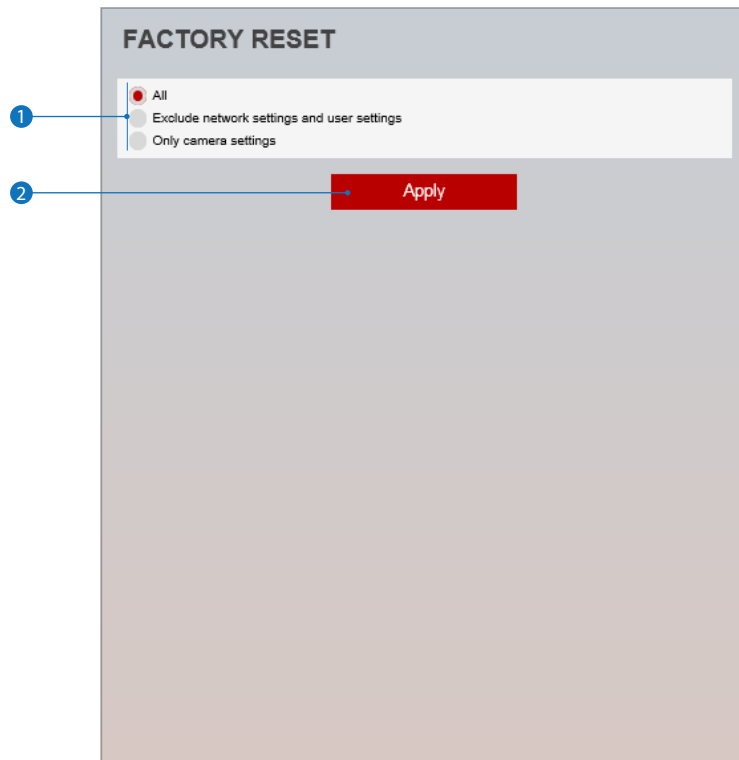 FACTORY RESET
All
1
Exclude network settings and user settings
Only camera settings
2
Apply